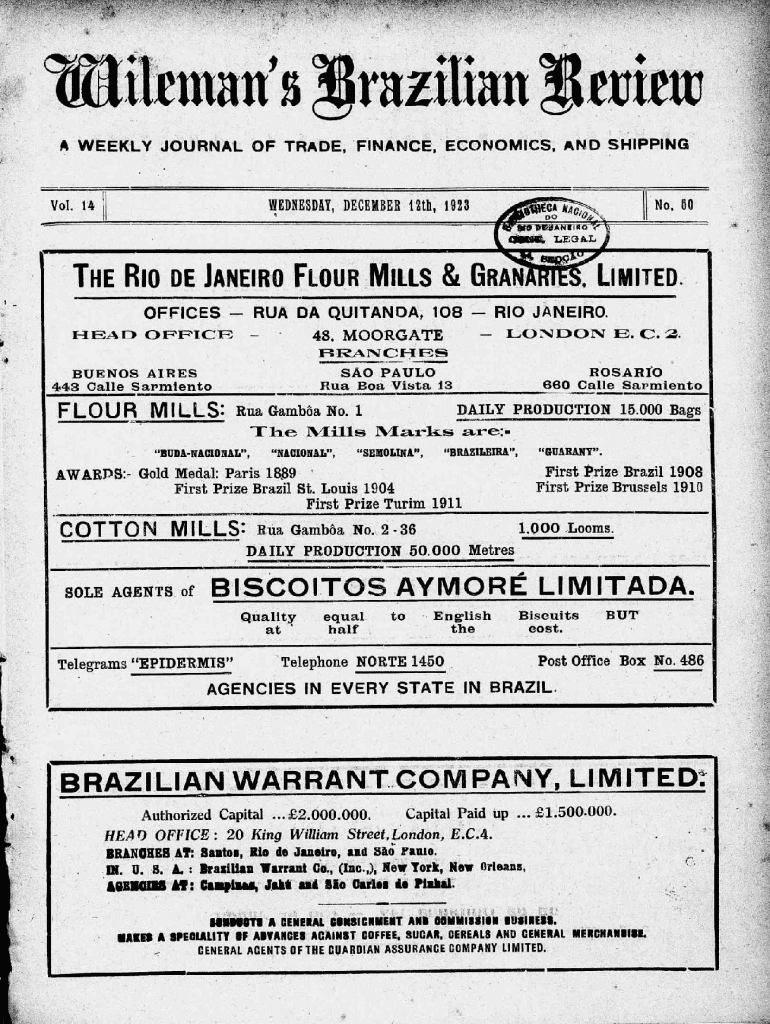 Wileman's Brazilian Review
A WEEKLY JOURNAL OF TRADE, FINANCE, ECONOMICS, AND SHIPPING
Vol. 14 WEDNESDAY, DECEMBER 12th, 1923 No. 50
BIBLIOTHECA NACIONAL
DO
RIO DE JANEIRO
LEGAL
SECÇÃO
THE RIO DE JANEIRO FLOUR MILLS & GRANARIES, LIMITED.
OFFICES — RUA DA QUITANDA, 108 — RIO JANEIRO.
HEAD OFFICE - 48. MOORGATE - LONDON E. C. 2.
BRANCHES
BUENOS AIRES SÃO PAULO ROSARIO
443 Calle Sarmiento Rua Boa Vista 13 660 Calle Sarmiento
FLOUR MILLS: Rua Gambôa No. 1 DAILY PRODUCTION 15.000 Bags
The Mills Marks are:-
"BUDA-NACIONAL", "NACIONAL", "SEMOLINA", "BRAZILEIRA", "GUARANY".
AWARDS:- Gold Medal: Paris 1889 First Prize Brazil 1908
First Prize Brazil St. Louis 1904 First Prize Brussels 1910
First Prize Turim 1911
COTTON MILLS: Rua Gambôa No. 2-36 1.000 Looms.
DAILY PRODUCTION 50.000 Metres
SOLE AGENTS of BISCOITOS AYMORÉ LIMITADA.
Quality equal to English Biscuits BUT
at half the cost.
Telegrams "EPIDERMIS" Telephone NORTE 1450 Post Office Box No. 486
AGENCIES IN EVERY STATE IN BRAZIL.
BRAZILIAN WARRANT COMPANY, LIMITED.
Authorized Capital ...£2.000.000. Capital Paid up ... £1.500.000.
HEAD OFFICE: 20 King William Street, London, E.C.4.
BRANCHES AT: Santos, Rio de Janeiro, and São Paulo.
IN. U. S. A. : Brazilian Warrant Co., (Inc.,), New York, New Orleans,
AGENCIES AT: Campinas, Jahú and São Carlos do Pinhal.
CONDUCTS A GENERAL CONSIGNMENT AND COMMISSION BUSINESS.
MAKES A SPECIALITY OF ADVANCES AGAINST COFFEE, SUGAR, CEREALS AND GENERAL MERCHANDISE.
GENERAL AGENTS OF THE GUARDIAN ASSURANCE COMPANY LIMITED.